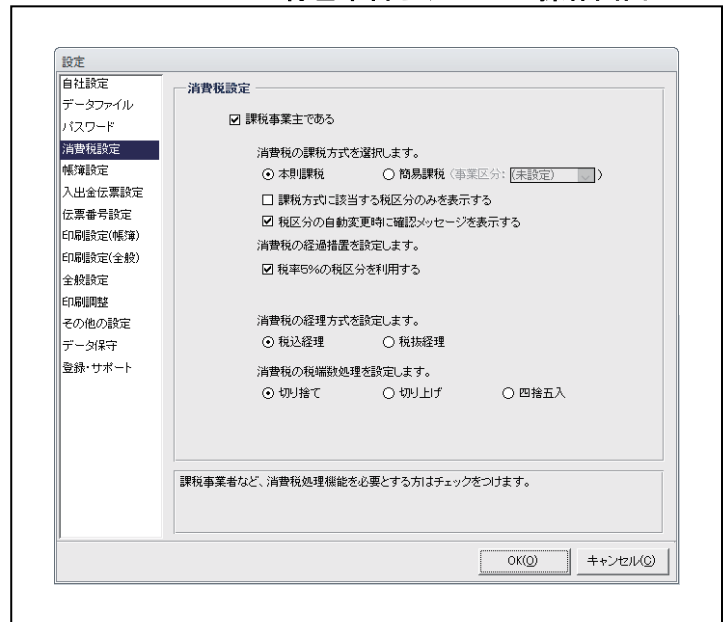 設定
自社設定
データファイル
パスワード
消費税設定
帳簿設定
入出金伝票設定
伝票番号設定
印刷設定(帳簿)
印刷設定(全般)
全般設定
印刷調整
その他の設定
データ保守
登録・サポート
消費税設定
課税事業主である
消費税の課税方式を選択します。
本則課税 簡易課税 (事業区分: (未設定) )
課税方式に該当する税区分のみを表示する
税区分の自動変更時に確認メッセージを表示する
消費税の経過措置を設定します。
税率5%の税区分を利用する
消費税の経理方式を設定します。
税込経理 税抜経理
消費税の税端数処理を設定します。
切り捨て 切り上げ 四捨五入
課税事業者など、消費税処理機能を必要とする方はチェックをつけます。
OK(O) キャンセル(C)